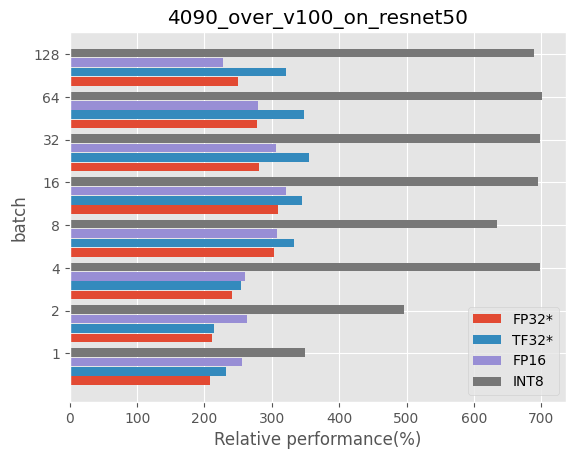 4090_over_v100_on_resnet50
batch
128
64
32
16
8
4
2
1
FP32*
TF32*
FP16
INT8
0 100 200 300 400 500 600 700
Relative performance(%)